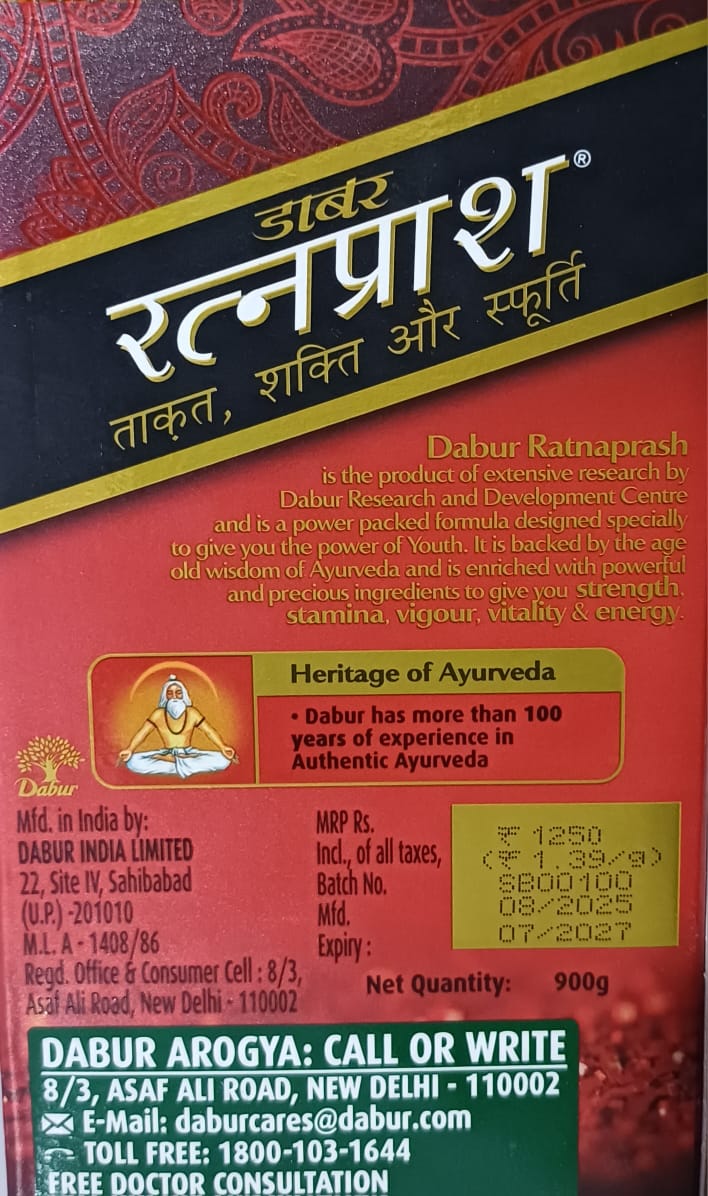 डाबर
रत्नप्राश®
ताक़त, शक्ति और स्फूर्ति
Dabur Ratnaprash
is the product of extensive research by
Dabur Research and Development Centre
and is a power packed formula designed specially
to give you the power of Youth. It is backed by the age
old wisdom of Ayurveda and is enriched with powerful
and precious ingredients to give you strength,
stamina, vigour, vitality & energy.
Heritage of Ayurveda
• Dabur has more than 100
years of experience in
Authentic Ayurveda
Dabur
Mfd. in India by:
DABUR INDIA LIMITED
22, Site IV, Sahibabad
(U.P.) -201010
M.L. A - 1408/86
Regd. Office & Consumer Cell : 8/3,
Asaf Ali Road, New Delhi - 110002
MRP Rs.
Incl., of all taxes,
Batch No.
Mfd.
Expiry :
₹ 1250
(₹ 1.39/g)
SB00100
08/2025
07/2027
Net Quantity: 900g
DABUR AROGYA: CALL OR WRITE
8/3, ASAF ALI ROAD, NEW DELHI - 110002
E-Mail: daburcares@dabur.com
TOLL FREE: 1800-103-1644
FREE DOCTOR CONSULTATION